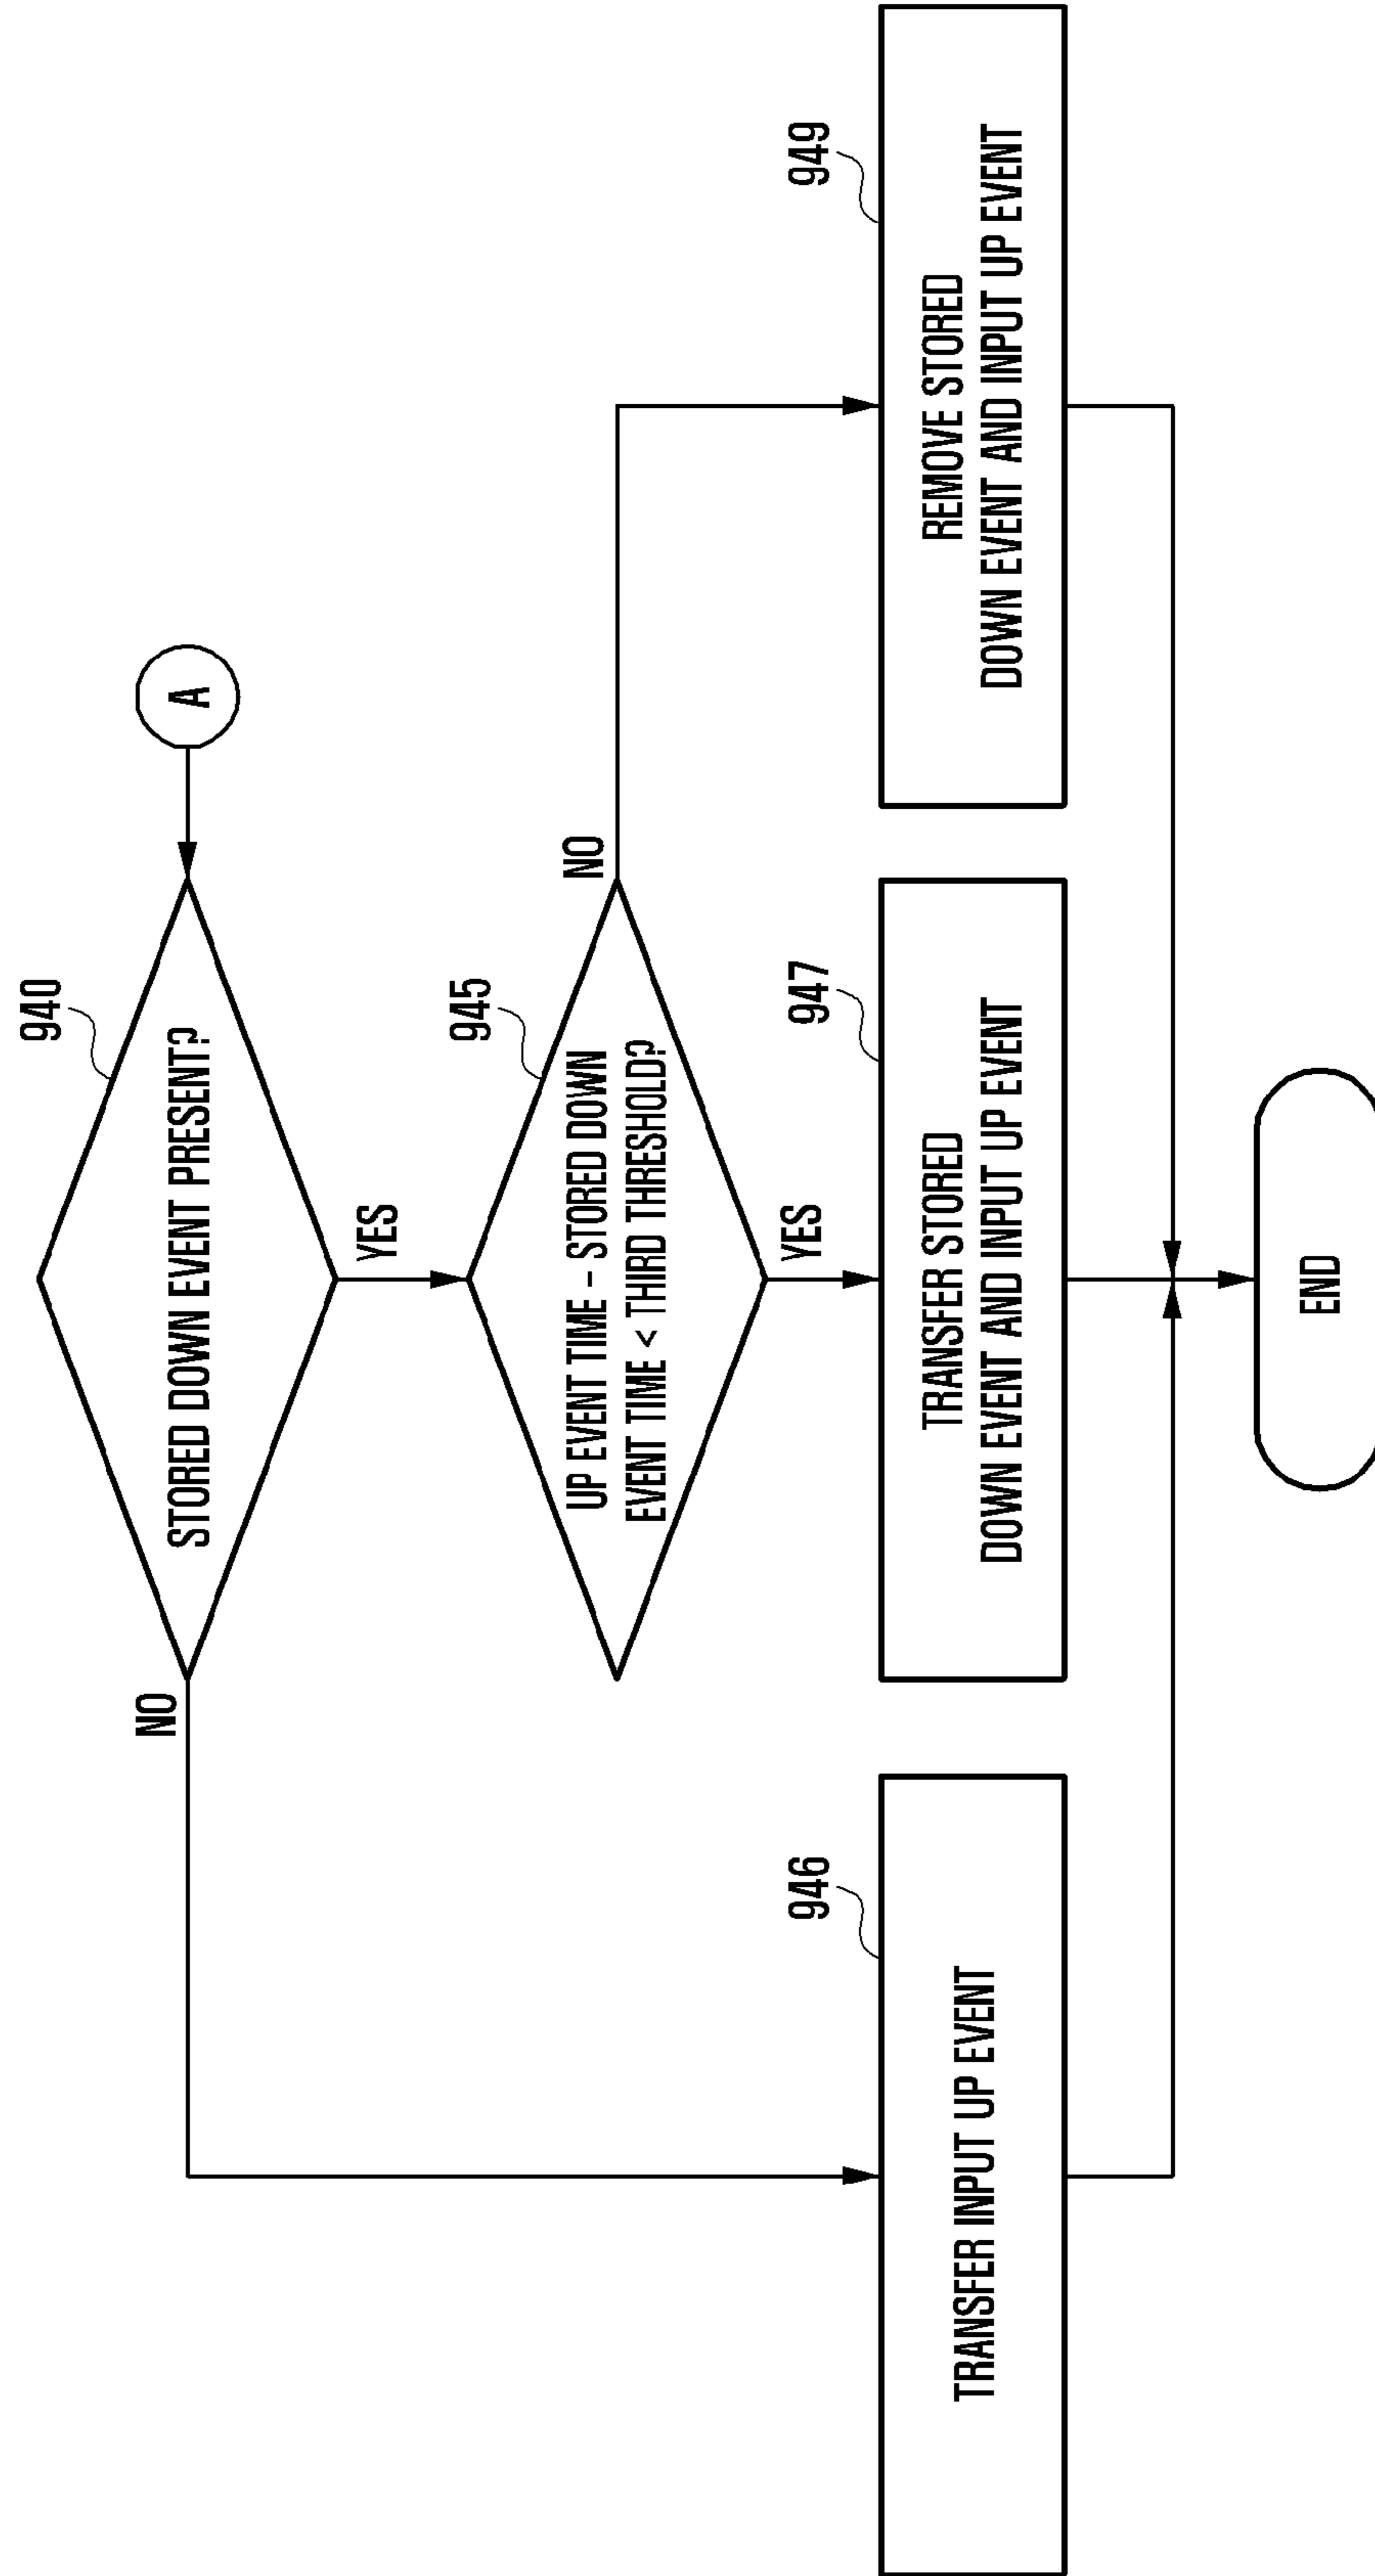 A
940
STORED DOWN EVENT PRESENT?
NO
YES
945
UP EVENT TIME – STORED DOWN
EVENT TIME < THIRD THRESHOLD?
NO
YES
946
TRANSFER INPUT UP EVENT
947
TRANSFER STORED
DOWN EVENT AND INPUT UP EVENT
949
REMOVE STORED
DOWN EVENT AND INPUT UP EVENT
END